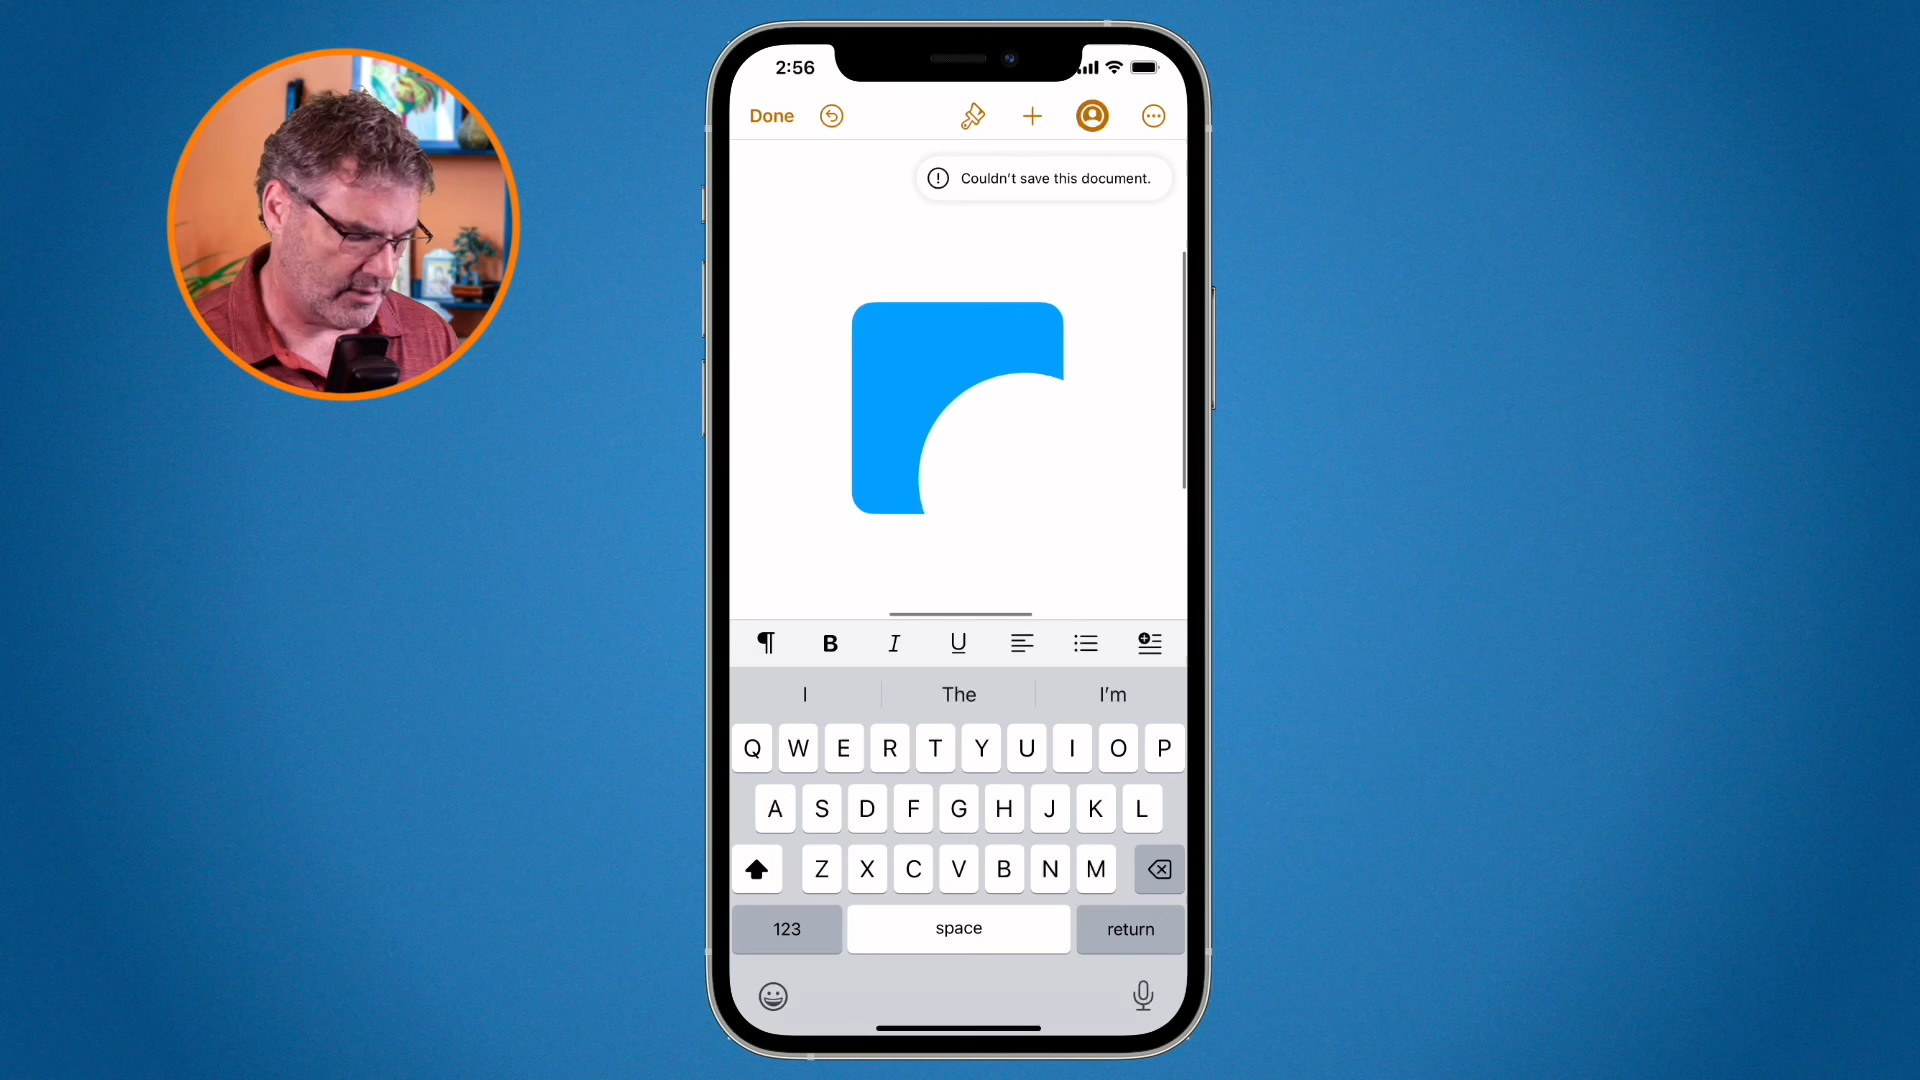 2:56
Done
Couldn't save this document.
B I U
I The I'm
Q W E R T Y U I O P
A S D F G H J K L
Z X C V B N M
123 space return